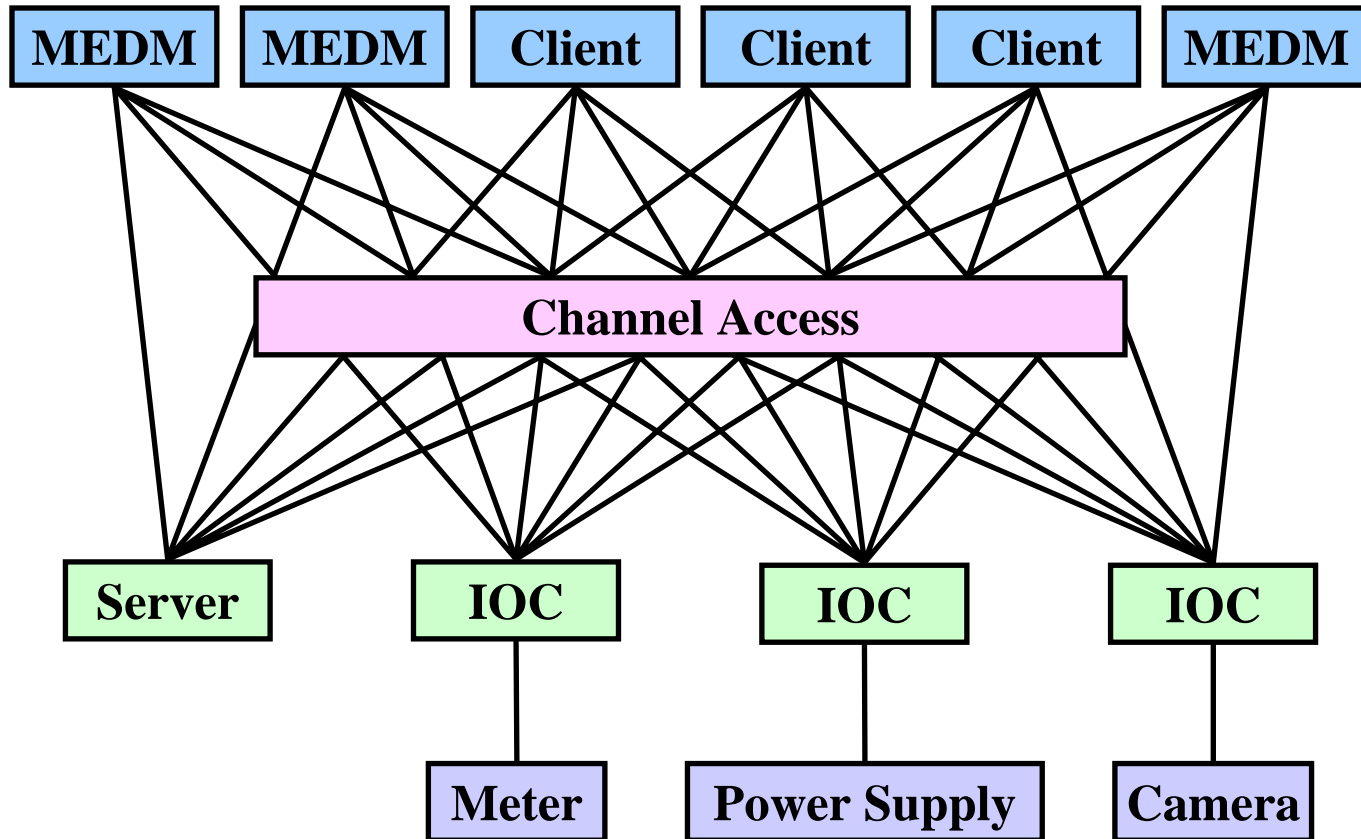 MEDM MEDM Client Client Client MEDM
Channel Access
Server IOC IOC IOC
Meter Power Supply Camera